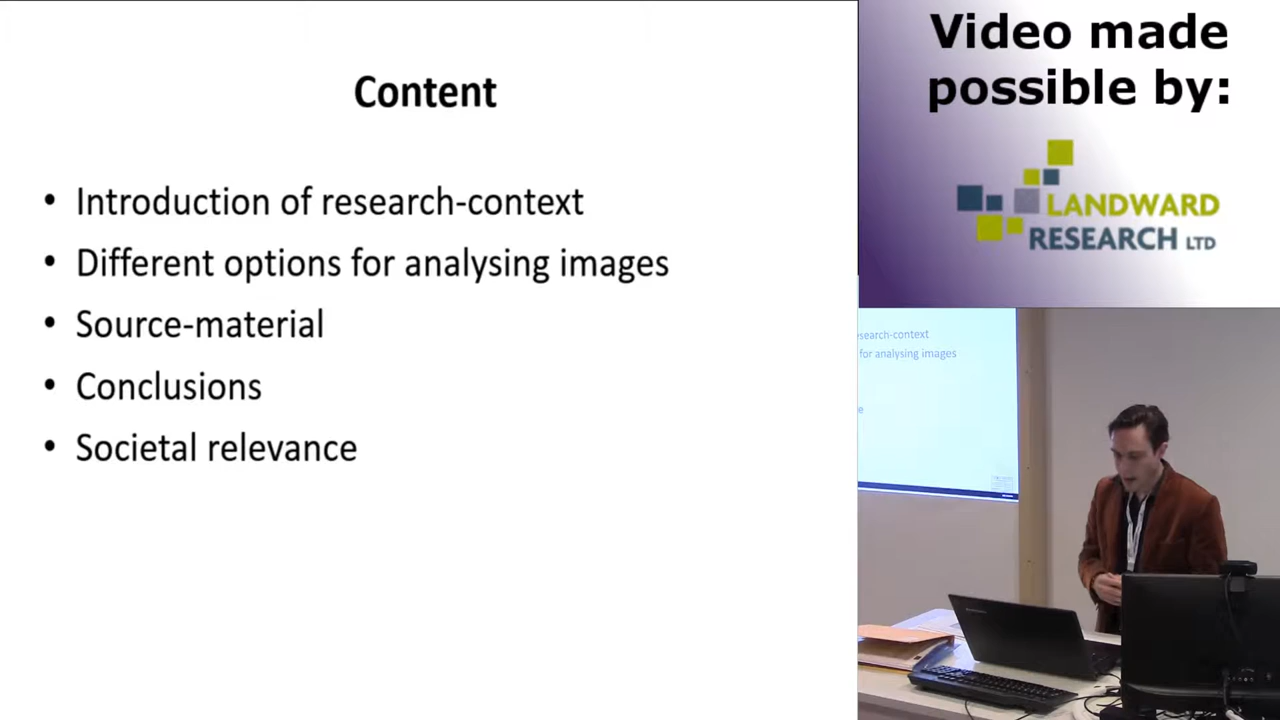 Content
• Introduction of research-context
• Different options for analysing images
• Source-material
• Conclusions
• Societal relevance
Video made
possible by:
LANDWARD
RESEARCH LTD
esearch-context
for analysing images